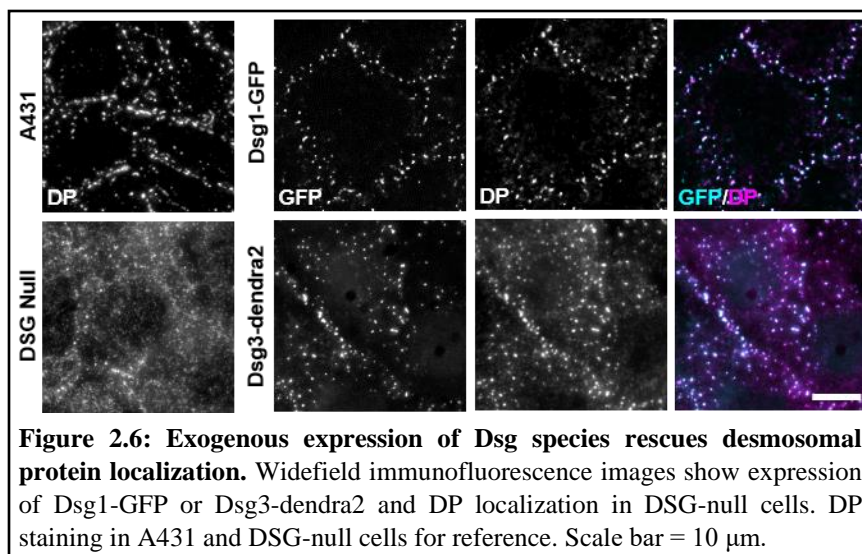 A431
DP
Dsg1-GFP
GFP
DP
GFP/DP
DSG Null
Dsg3-dendra2
Figure 2.6: Exogenous expression of Dsg species rescues desmosomal
protein localization. Widefield immunofluorescence images show expression
of Dsg1-GFP or Dsg3-dendra2 and DP localization in DSG-null cells. DP
staining in A431 and DSG-null cells for reference. Scale bar = 10 μm.